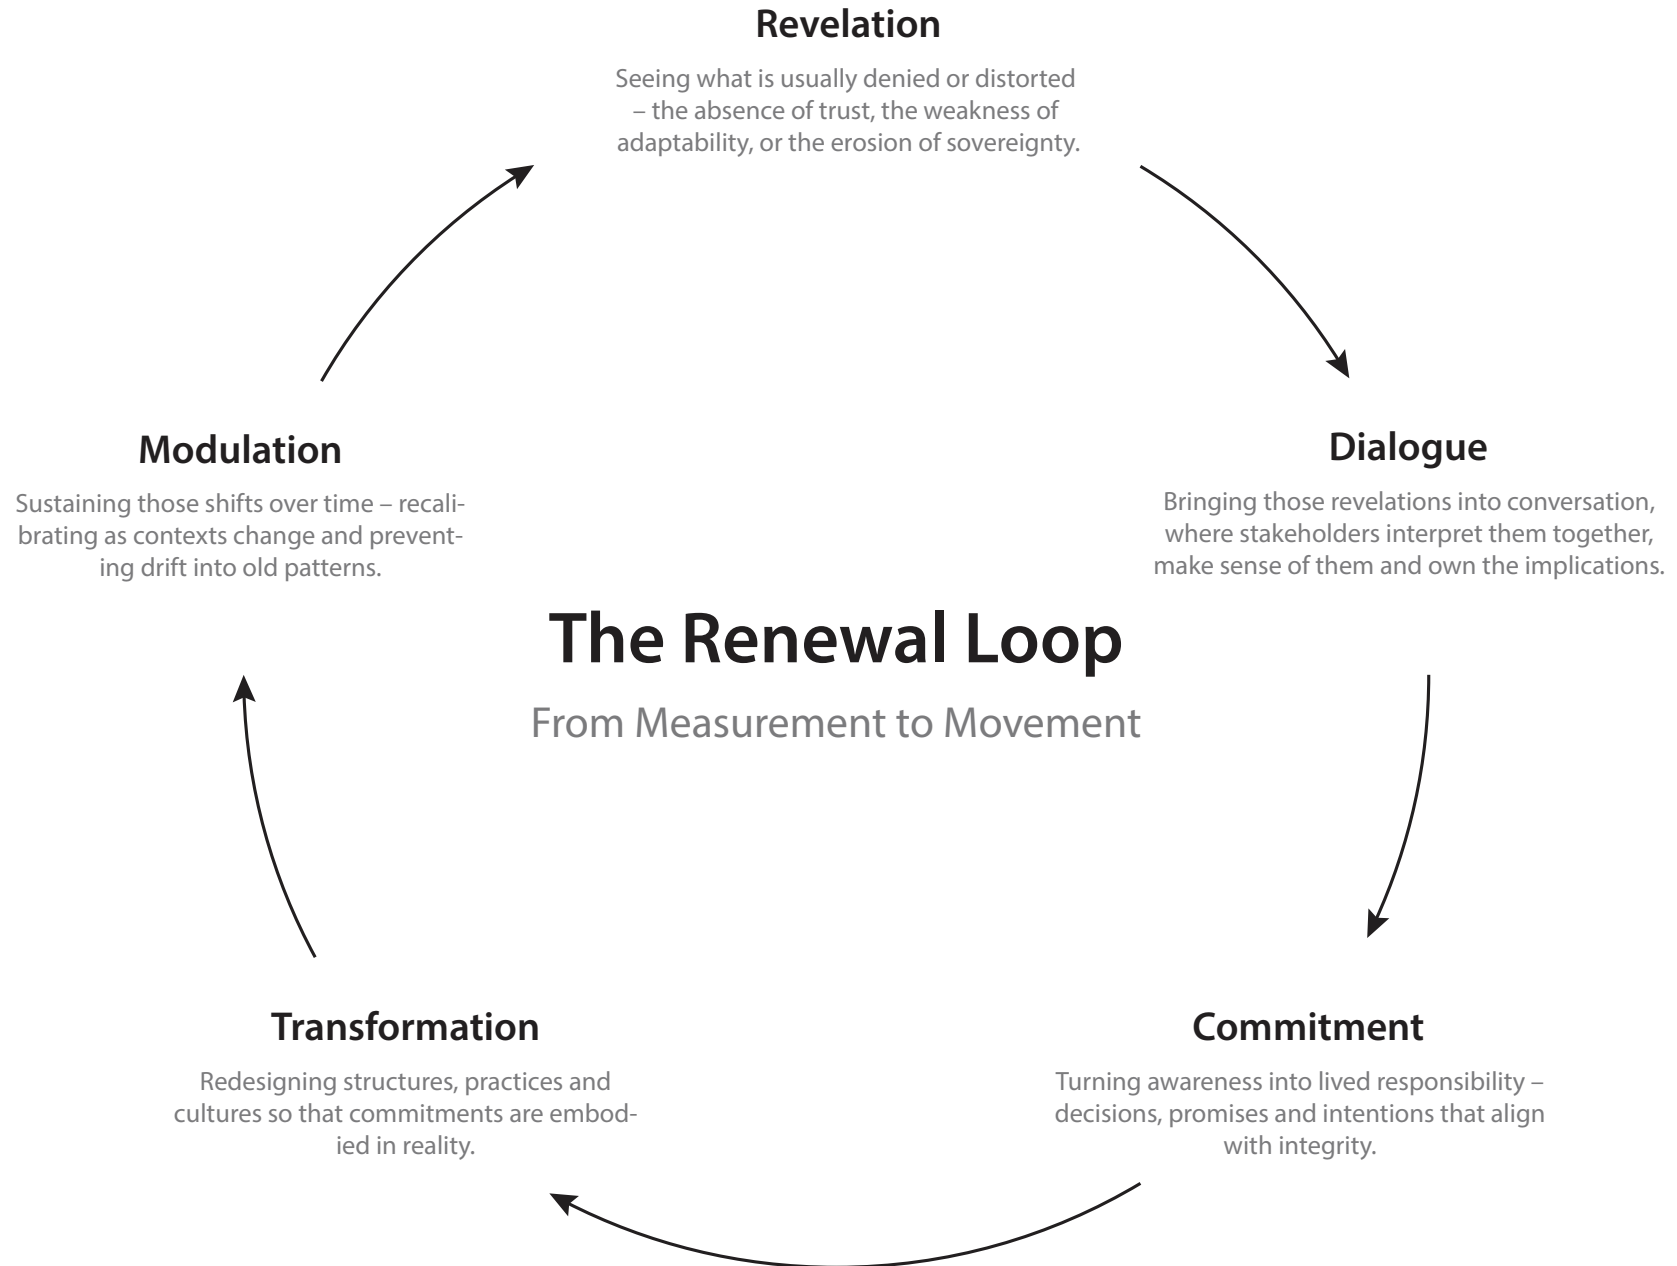 Revelation
Seeing what is usually denied or distorted
– the absence of trust, the weakness of
adaptability, or the erosion of sovereignty.
Dialogue
Bringing those revelations into conversation,
where stakeholders interpret them together,
make sense of them and own the implications.
Commitment
Turning awareness into lived responsibility –
decisions, promises and intentions that align
with integrity.
Transformation
Redesigning structures, practices and
cultures so that commitments are embod-
ied in reality.
Modulation
Sustaining those shifts over time – recali-
brating as contexts change and prevent-
ing drift into old patterns.
The Renewal Loop
From Measurement to Movement